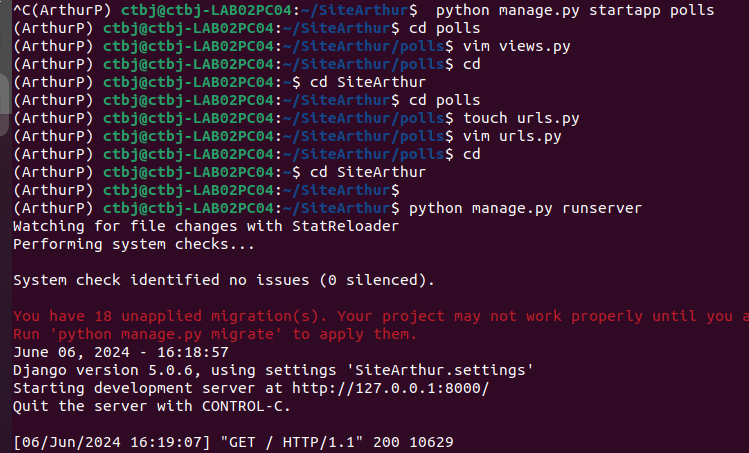 ^C(ArthurP) ctbj@ctbj-LAB02PC04:~/SiteArthur$  python manage.py startapp polls
(ArthurP) ctbj@ctbj-LAB02PC04:~/SiteArthur$ cd polls
(ArthurP) ctbj@ctbj-LAB02PC04:~/SiteArthur/polls$ vim views.py
(ArthurP) ctbj@ctbj-LAB02PC04:~/SiteArthur/polls$ cd
(ArthurP) ctbj@ctbj-LAB02PC04:~$ cd SiteArthur
(ArthurP) ctbj@ctbj-LAB02PC04:~/SiteArthur$ cd polls
(ArthurP) ctbj@ctbj-LAB02PC04:~/SiteArthur/polls$ touch urls.py
(ArthurP) ctbj@ctbj-LAB02PC04:~/SiteArthur/polls$ vim urls.py
(ArthurP) ctbj@ctbj-LAB02PC04:~/SiteArthur/polls$ cd
(ArthurP) ctbj@ctbj-LAB02PC04:~$ cd SiteArthur
(ArthurP) ctbj@ctbj-LAB02PC04:~/SiteArthur$
(ArthurP) ctbj@ctbj-LAB02PC04:~/SiteArthur$ python manage.py runserver
Watching for file changes with StatReloader
Performing system checks...
System check identified no issues (0 silenced).
You have 18 unapplied migration(s). Your project may not work properly until you a
Run 'python manage.py migrate' to apply them.
June 06, 2024 - 16:18:57
Django version 5.0.6, using settings 'SiteArthur.settings'
Starting development server at http://127.0.0.1:8000/
Quit the server with CONTROL-C.
[06/Jun/2024 16:19:07] "GET / HTTP/1.1" 200 10629